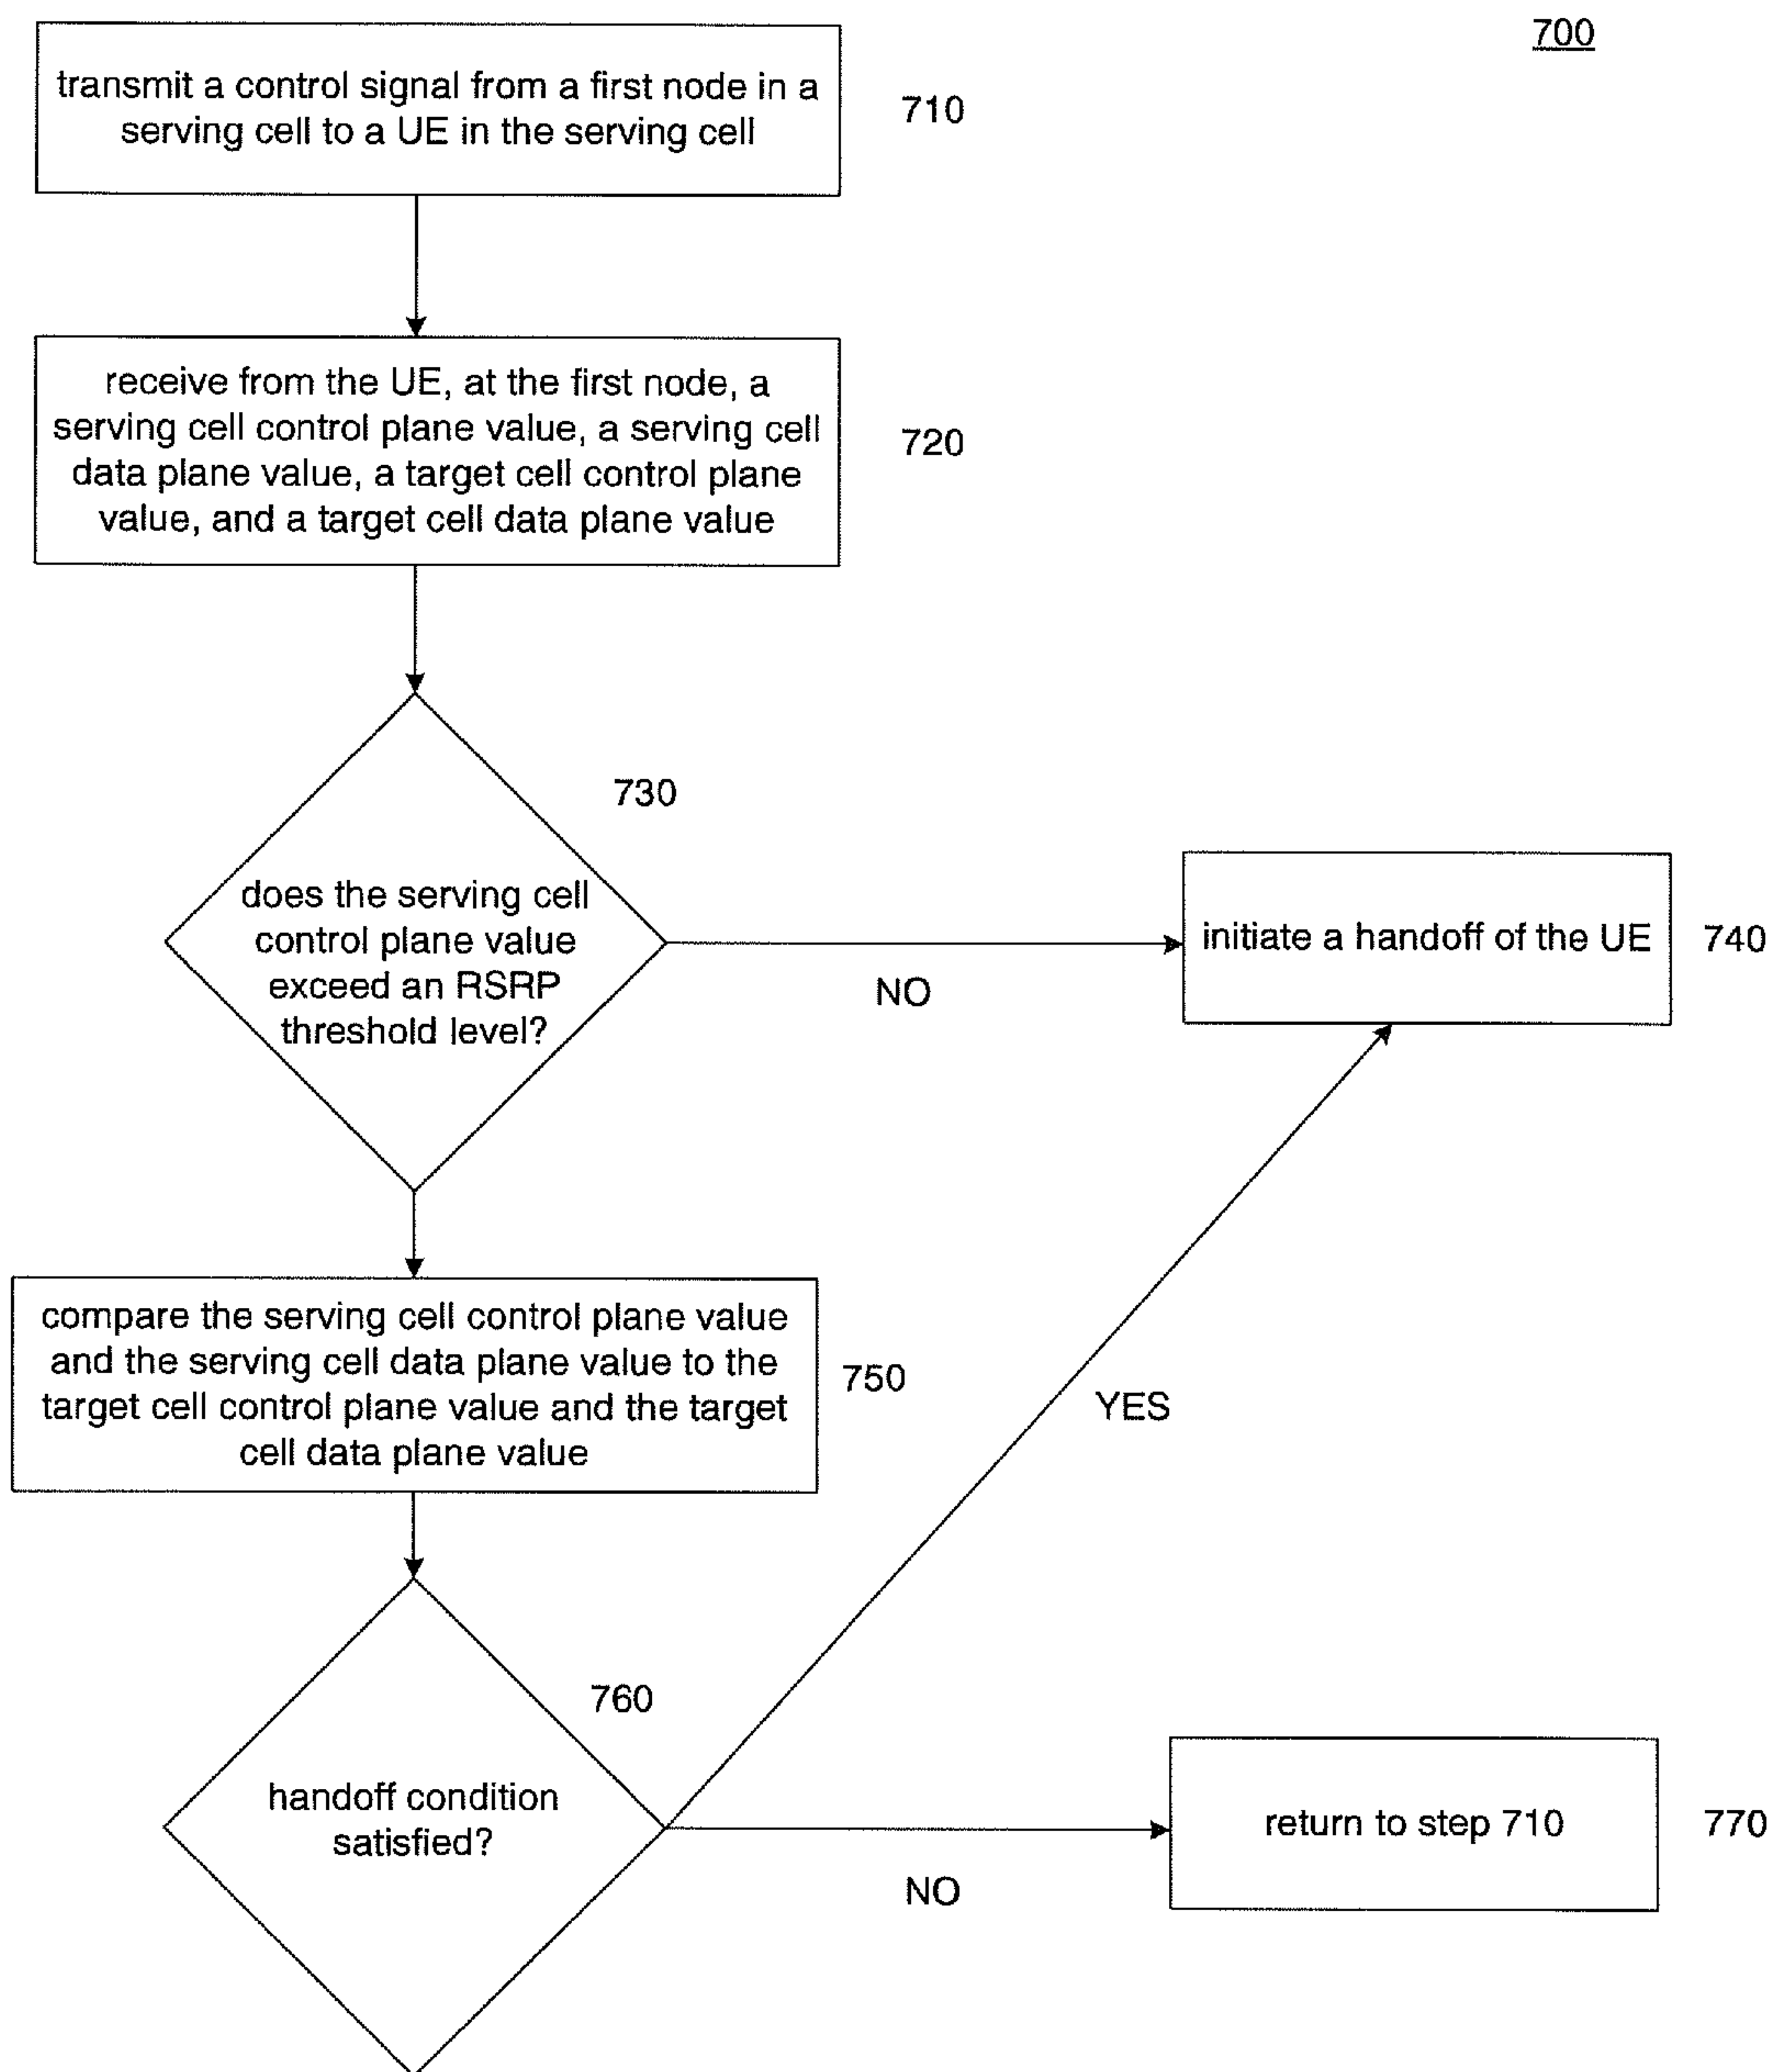 700
transmit a control signal from a first node in a
serving cell to a UE in the serving cell
710
receive from the UE, at the first node, a
serving cell control plane value, a serving cell
data plane value, a target cell control plane
value, and a target cell data plane value
720
730
does the serving cell
control plane value
exceed an RSRP
threshold level?
NO
initiate a handoff of the UE
740
compare the serving cell control plane value
and the serving cell data plane value to the
target cell control plane value and the target
cell data plane value
750
YES
760
handoff condition
satisfied?
NO
return to step 710
770